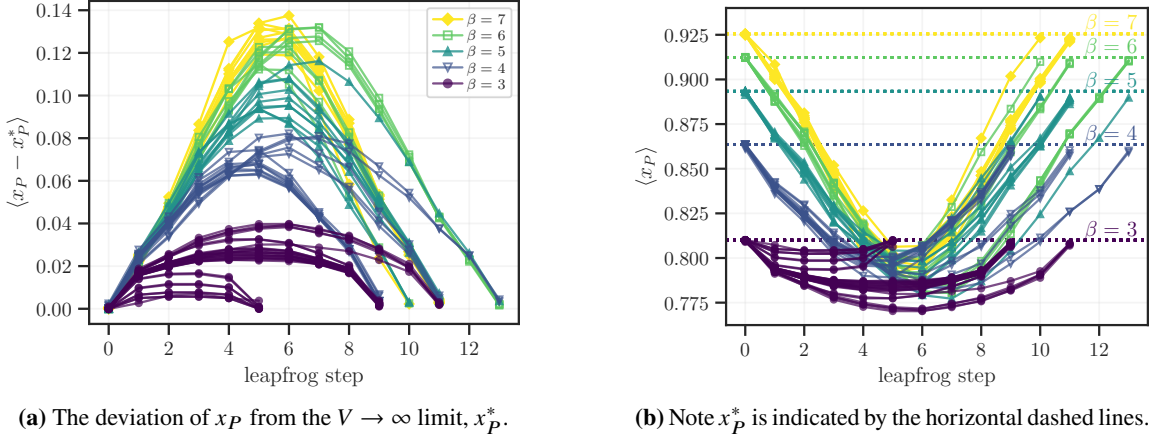 0.14
0.12
0.10
0.08
0.06
0.04
0.02
0.00
⟨x_P − x*_P⟩
0 2 4 6 8 10 12
leapfrog step
β = 7
β = 6
β = 5
β = 4
β = 3
(a) The deviation of x_P from the V → ∞ limit, x*_P.
0.925
0.900
0.875
0.850
0.825
0.800
0.775
⟨x_P⟩
0 2 4 6 8 10 12
leapfrog step
β = 7
β = 6
β = 5
β = 4
β = 3
(b) Note x*_P is indicated by the horizontal dashed lines.